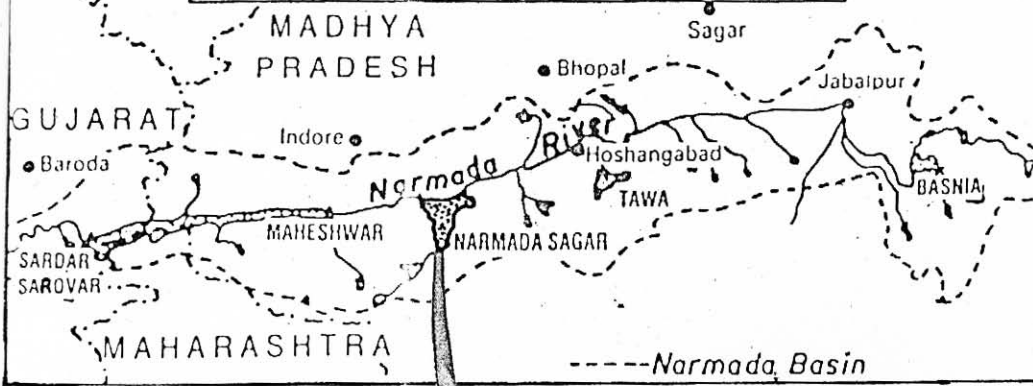 MADHYA
PRADESH
Sagar
Bhopal
Jabalpur
GUJARAT
Indore
Baroda
Narmada River
Hoshangabad
TAWA
BASNIA
MAHESHWAR
NARMADA SAGAR
SARDAR
SAROVAR
MAHARASHTRA
Narmada Basin